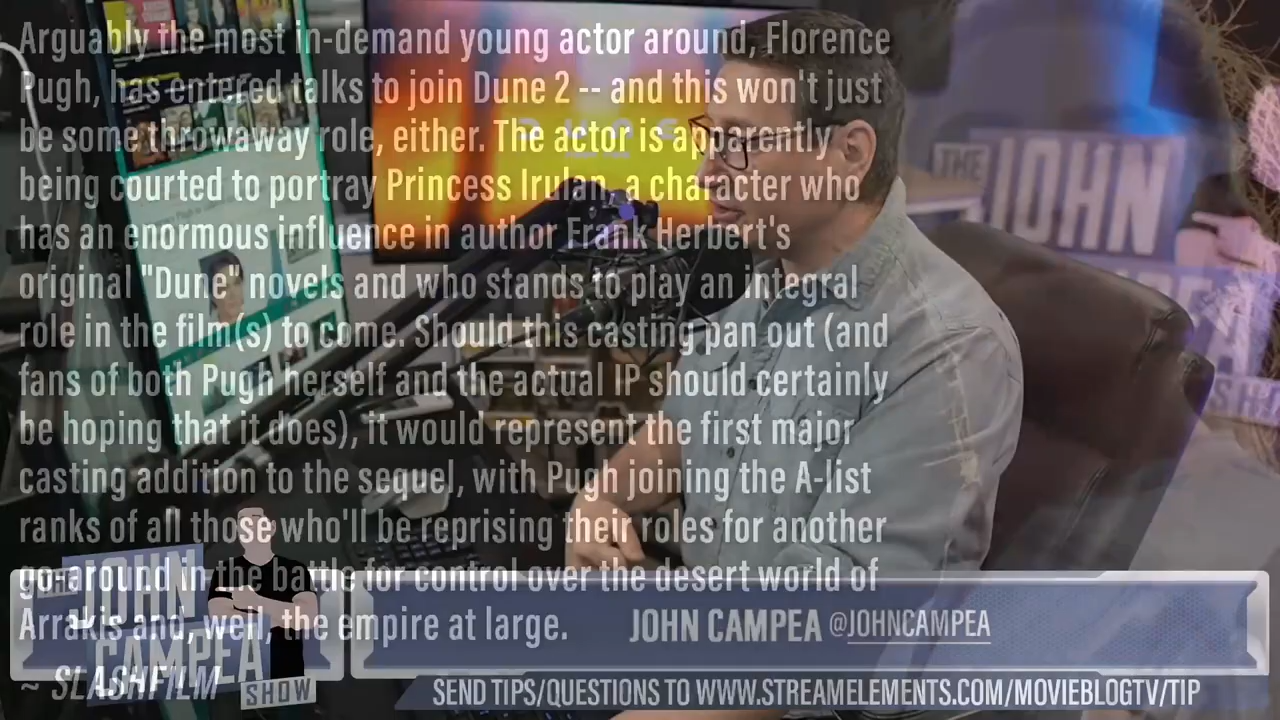 Arguably the most in-demand young actor around, Florence
Pugh, has entered talks to join Dune 2 -- and this won't just
be some throwaway role, either. The actor is apparently
being courted to portray Princess Irulan, a character who
has an enormous influence in author Frank Herbert's
original "Dune" novels and who stands to play an integral
role in the film(s) to come. Should this casting pan out (and
fans of both Pugh herself and the actual IP should certainly
be hoping that it does), it would represent the first major
casting addition to the sequel, with Pugh joining the A-list
ranks of all those who'll be reprising their roles for another
go-around in the battle for control over the desert world of
Arrakis and, well, the empire at large.
~ SLASHFILM
THE
JOHN
THE
JOHN
CAMPEA
SHOW
JOHN CAMPEA @JOHNCAMPEA
SEND TIPS/QUESTIONS TO WWW.STREAMELEMENTS.COM/MOVIEBLOGTV/TIP